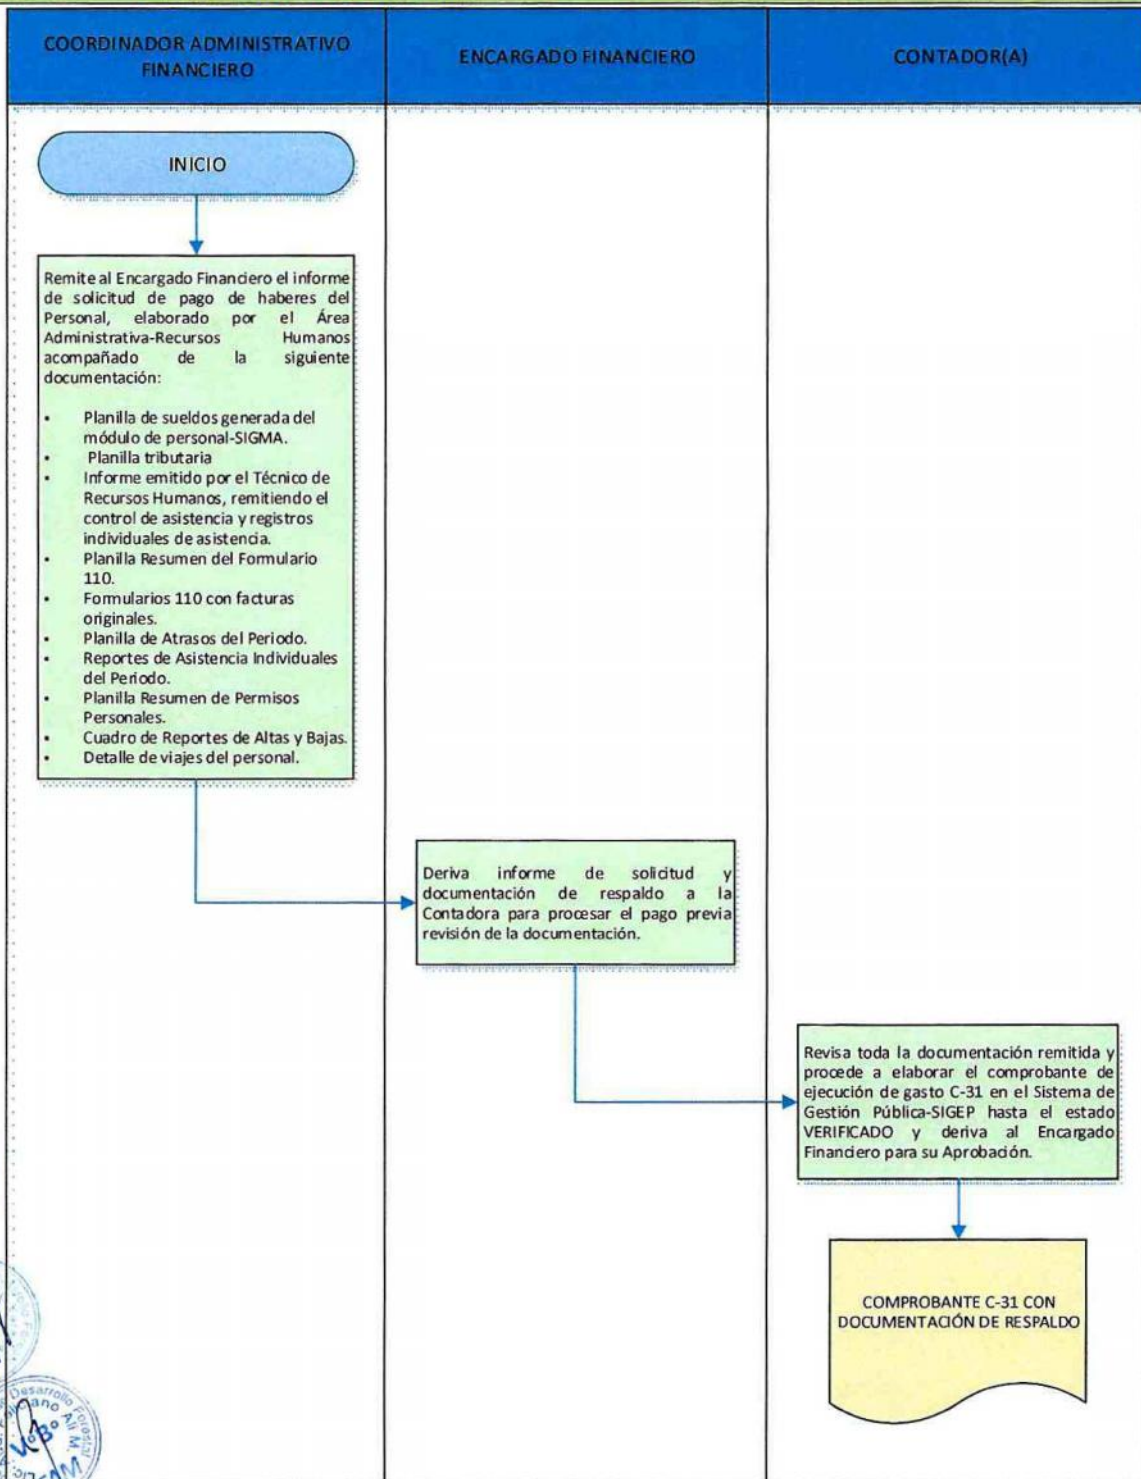 COORDINADOR ADMINISTRATIVO
FINANCIERO
ENCARGADO FINANCIERO
CONTADOR(A)
INICIO
Remite al Encargado Financiero el informe
de solicitud de pago de haberes del
Personal, elaborado por el Área
Administrativa-Recursos Humanos
acompañado de la siguiente
documentación:
• Planilla de sueldos generada del
módulo de personal-SIGMA.
• Planilla tributaria
• Informe emitido por el Técnico de
Recursos Humanos, remitiendo el
control de asistencia y registros
individuales de asistencia.
• Planilla Resumen del Formulario
110.
• Formularios 110 con facturas
originales.
• Planilla de Atrasos del Periodo.
• Reportes de Asistencia Individuales
del Periodo.
• Planilla Resumen de Permisos
Personales.
• Cuadro de Reportes de Altas y Bajas.
• Detalle de viajes del personal.
Deriva informe de solicitud y
documentación de respaldo a la
Contadora para procesar el pago previa
revisión de la documentación.
Revisa toda la documentación remitida y
procede a elaborar el comprobante de
ejecución de gasto C-31 en el Sistema de
Gestión Pública-SIGEP hasta el estado
VERIFICADO y deriva al Encargado
Financiero para su Aprobación.
COMPROBANTE C-31 CON
DOCUMENTACIÓN DE RESPALDO
Desarrollo Forestal
Ali M.
VºBº